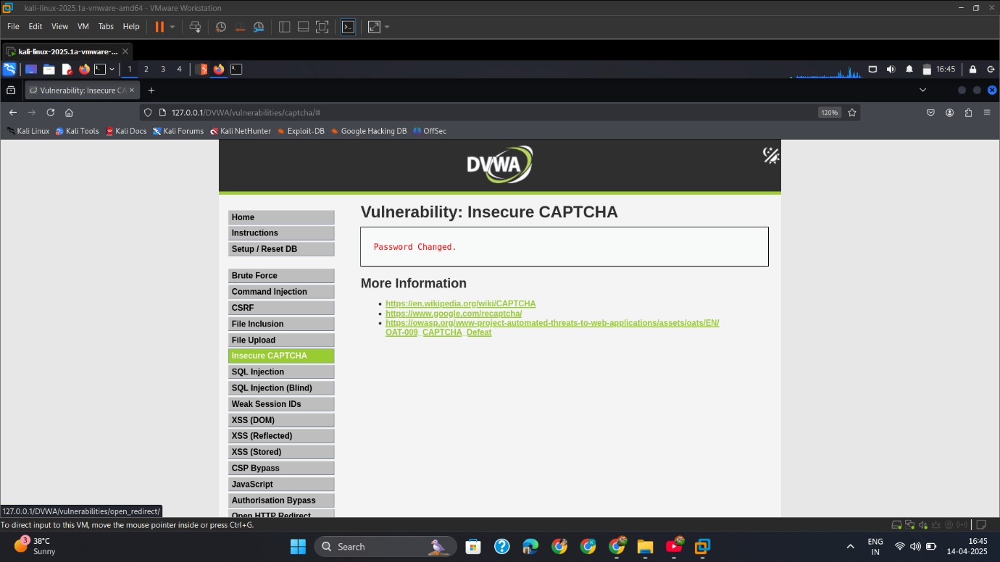 kali-linux-2025.1a-vmware-amd64 - VMware Workstation
File Edit View VM Tabs Help
kali-linux-2025.1a-vmware-...
1 2 3 4 16:45
Vulnerability: Insecure CA
127.0.0.1/DVWA/vulnerabilities/captcha/# 120%
Kali Linux Kali Tools Kali Docs Kali Forums Kali NetHunter Exploit-DB Google Hacking DB OffSec
DVWA
Vulnerability: Insecure CAPTCHA
Password Changed.
More Information
https://en.wikipedia.org/wiki/CAPTCHA
https://www.google.com/recaptcha/
https://owasp.org/www-project-automated-threats-to-web-applications/assets/oats/EN/
OAT-009_CAPTCHA_Defeat
Home
Instructions
Setup / Reset DB
Brute Force
Command Injection
CSRF
File Inclusion
File Upload
Insecure CAPTCHA
SQL Injection
SQL Injection (Blind)
Weak Session IDs
XSS (DOM)
XSS (Reflected)
XSS (Stored)
CSP Bypass
JavaScript
Authorisation Bypass
Open HTTP Redirect
127.0.0.1/DVWA/vulnerabilities/open_redirect/
To direct input to this VM, move the mouse pointer inside or press Ctrl+G.
3 38°C
Sunny
Search
ENG
IN
16:45
14-04-2025